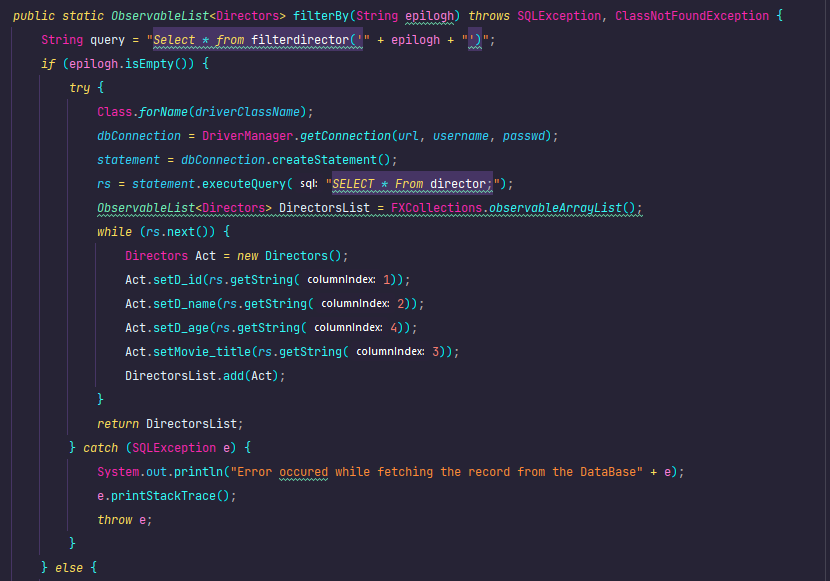 public static ObservableList<Directors> filterBy(String epilogh) throws SQLException, ClassNotFoundException {
String query = "Select * from filterdirector('" + epilogh + "')";
if (epilogh.isEmpty()) {
try {
Class.forName(driverClassName);
dbConnection = DriverManager.getConnection(url, username, passwd);
statement = dbConnection.createStatement();
rs = statement.executeQuery( sql: "SELECT * From director;");
ObservableList<Directors> DirectorsList = FXCollections.observableArrayList();
while (rs.next()) {
Directors Act = new Directors();
Act.setD_id(rs.getString( columnIndex: 1));
Act.setD_name(rs.getString( columnIndex: 2));
Act.setD_age(rs.getString( columnIndex: 4));
Act.setMovie_title(rs.getString( columnIndex: 3));
DirectorsList.add(Act);
}
return DirectorsList;
} catch (SQLException e) {
System.out.println("Error occured while fetching the record from the DataBase" + e);
e.printStackTrace();
throw e;
}
} else {